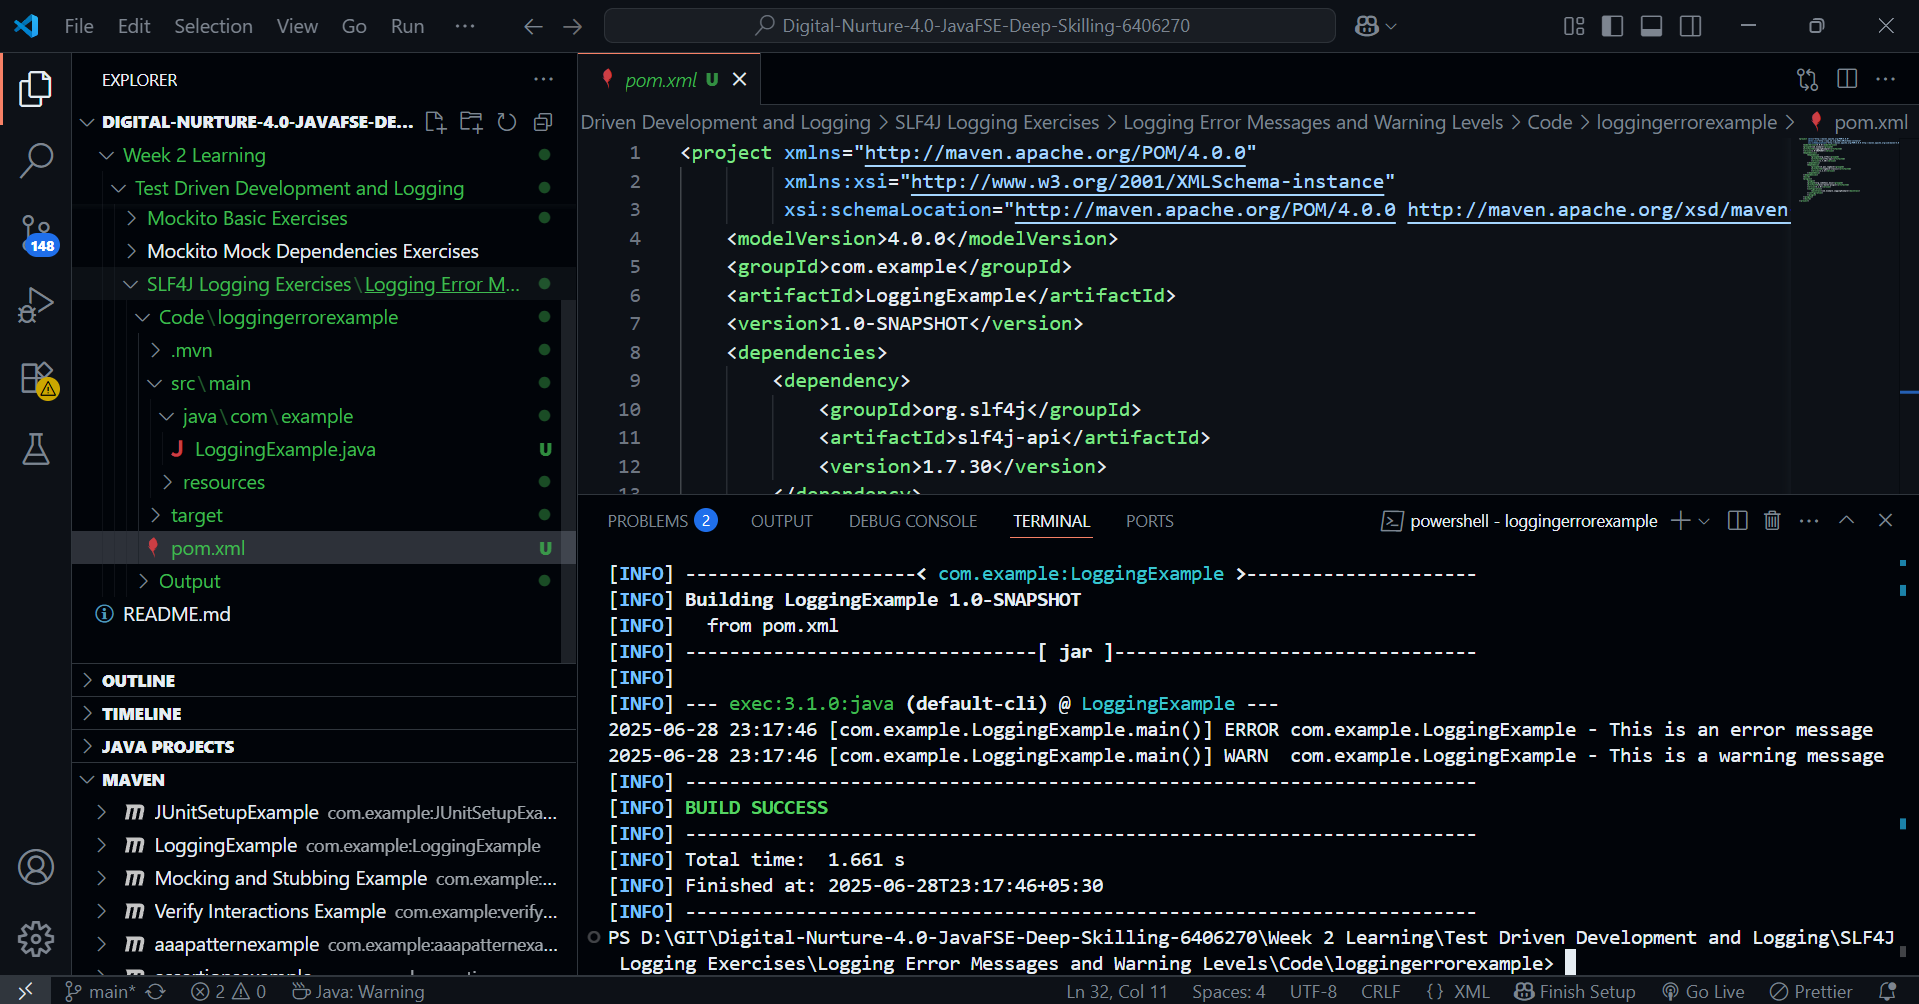 File Edit Selection View Go Run ···
Digital-Nurture-4.0-JavaFSE-Deep-Skilling-6406270
EXPLORER
DIGITAL-NURTURE-4.0-JAVAFSE-DE...
Week 2 Learning
Test Driven Development and Logging
Mockito Basic Exercises
Mockito Mock Dependencies Exercises
SLF4J Logging Exercises\Logging Error M...
Code\loggingerrorexample
.mvn
src\main
java\com\example
J LoggingExample.java U
resources
target
pom.xml U
Output
README.md
OUTLINE
TIMELINE
JAVA PROJECTS
MAVEN
JUnitSetupExample com.example:JUnitSetupExa...
LoggingExample com.example:LoggingExample
Mocking and Stubbing Example com.example:...
Verify Interactions Example com.example:verify...
aaapatternexample com.example:aaapatternexa...
148
pom.xml U
Driven Development and Logging > SLF4J Logging Exercises > Logging Error Messages and Warning Levels > Code > loggingerrorexample > pom.xml
1 <project xmlns="http://maven.apache.org/POM/4.0.0"
2 xmlns:xsi="http://www.w3.org/2001/XMLSchema-instance"
3 xsi:schemaLocation="http://maven.apache.org/POM/4.0.0 http://maven.apache.org/xsd/maven
4 <modelVersion>4.0.0</modelVersion>
5 <groupId>com.example</groupId>
6 <artifactId>LoggingExample</artifactId>
7 <version>1.0-SNAPSHOT</version>
8 <dependencies>
9 <dependency>
10 <groupId>org.slf4j</groupId>
11 <artifactId>slf4j-api</artifactId>
12 <version>1.7.30</version>
13 </dependency>
PROBLEMS 2 OUTPUT DEBUG CONSOLE TERMINAL PORTS
powershell - loggingerrorexample
[INFO] ---------------------< com.example:LoggingExample >---------------------
[INFO] Building LoggingExample 1.0-SNAPSHOT
[INFO] from pom.xml
[INFO] --------------------------------[ jar ]---------------------------------
[INFO]
[INFO] --- exec:3.1.0:java (default-cli) @ LoggingExample ---
2025-06-28 23:17:46 [com.example.LoggingExample.main()] ERROR com.example.LoggingExample - This is an error message
2025-06-28 23:17:46 [com.example.LoggingExample.main()] WARN com.example.LoggingExample - This is a warning message
[INFO] ------------------------------------------------------------------------
[INFO] BUILD SUCCESS
[INFO] ------------------------------------------------------------------------
[INFO] Total time: 1.661 s
[INFO] Finished at: 2025-06-28T23:17:46+05:30
[INFO] ------------------------------------------------------------------------
PS D:\GIT\Digital-Nurture-4.0-JavaFSE-Deep-Skilling-6406270\Week 2 Learning\Test Driven Development and Logging\SLF4J
Logging Exercises\Logging Error Messages and Warning Levels\Code\loggingerrorexample>
main* 2 0 Java: Warning Ln 32, Col 11 Spaces: 4 UTF-8 CRLF {} XML Finish Setup Go Live Prettier